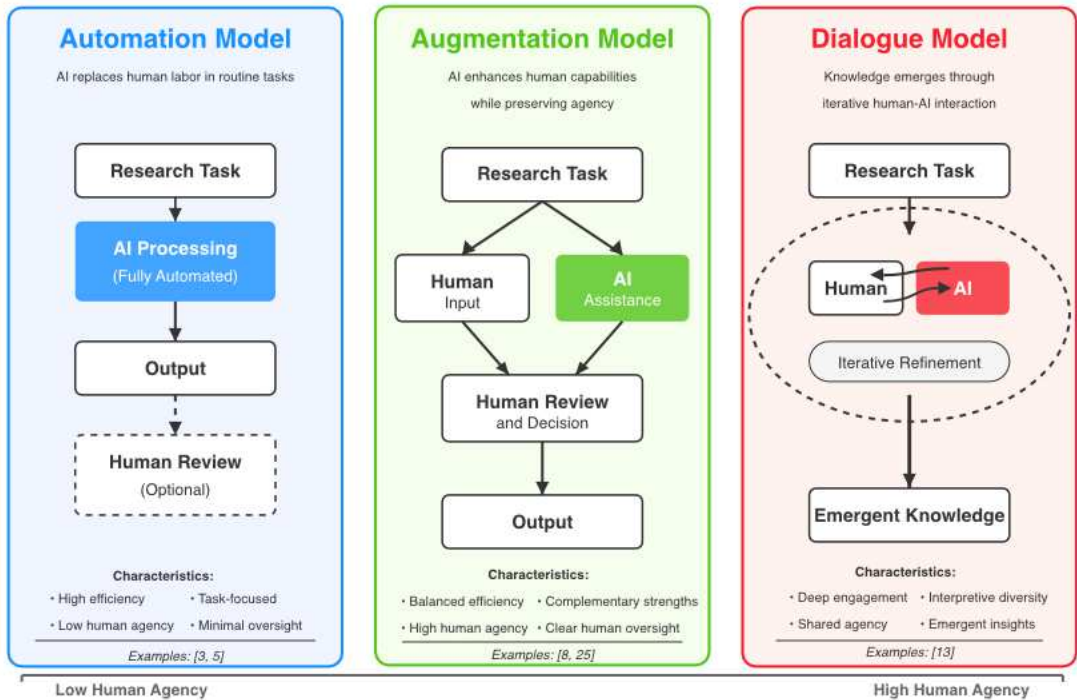 Automation Model
AI replaces human labor in routine tasks
Research Task
AI Processing
(Fully Automated)
Output
Human Review
(Optional)
Characteristics:
• High efficiency • Task-focused
• Low human agency • Minimal oversight
Examples: [3, 5]
Augmentation Model
AI enhances human capabilities
while preserving agency
Research Task
Human
Input
AI
Assistance
Human Review
and Decision
Output
Characteristics:
• Balanced efficiency • Complementary strengths
• High human agency • Clear human oversight
Examples: [8, 25]
Dialogue Model
Knowledge emerges through
iterative human-AI interaction
Research Task
Human AI
Iterative Refinement
Emergent Knowledge
Characteristics:
• Deep engagement • Interpretive diversity
• Shared agency • Emergent insights
Examples: [13]
Low Human Agency High Human Agency